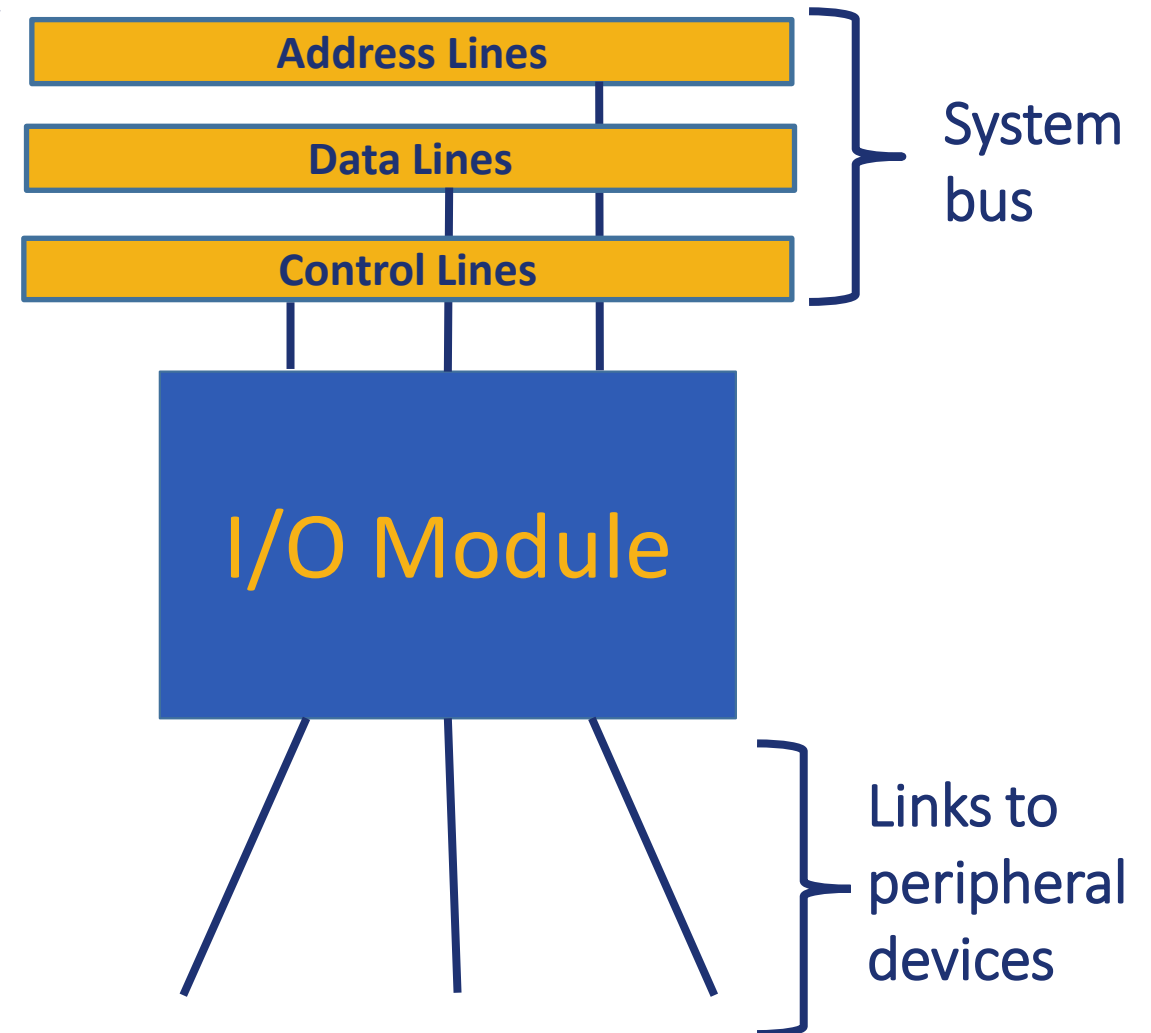 Address Lines
Data Lines
Control Lines
System
bus
I/O Module
Links to
peripheral
devices